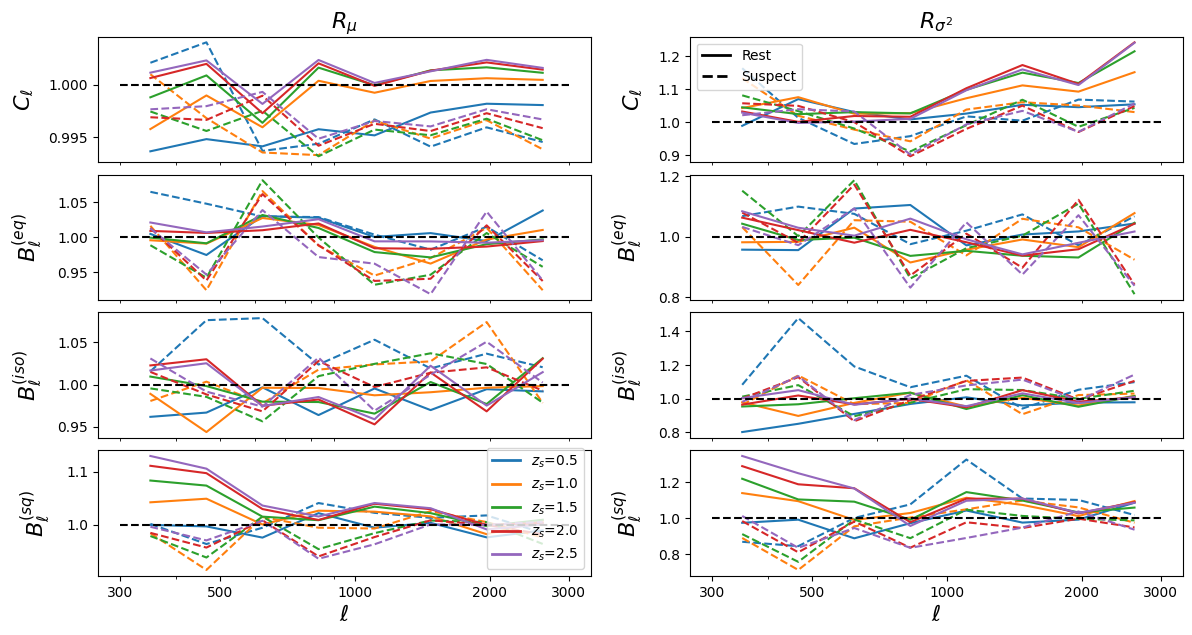 R_μ
R_σ²
C_ℓ
1.000
0.995
C_ℓ
1.2
1.1
1.0
0.9
Rest
Suspect
B_ℓ^(eq)
1.05
1.00
0.95
B_ℓ^(eq)
1.2
1.0
0.8
B_ℓ^(iso)
1.05
1.00
0.95
B_ℓ^(iso)
1.4
1.2
1.0
0.8
B_ℓ^(sq)
1.1
1.0
z_s=0.5
z_s=1.0
z_s=1.5
z_s=2.0
z_s=2.5
B_ℓ^(sq)
1.2
1.0
0.8
300 500 1000 2000 3000
300 500 1000 2000 3000
ℓ
ℓ